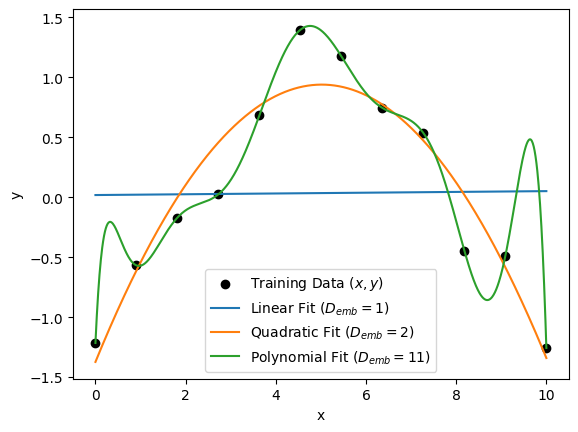 1.5
1.0
0.5
0.0
−0.5
−1.0
−1.5
y
Training Data (x, y)
Linear Fit (D_emb = 1)
Quadratic Fit (D_emb = 2)
Polynomial Fit (D_emb = 11)
0 2 4 6 8 10
x